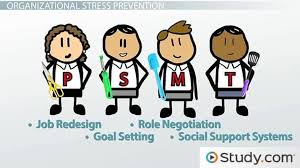 ORGANIZATIONAL STRESS PREVENTION
P S M T
• Job Redesign • Role Negotiation
• Goal Setting • Social Support Systems
Study.com